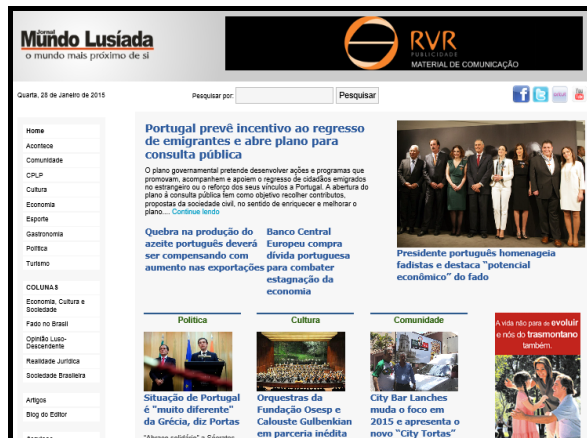 Jornal
Mundo Lusíada
o mundo mais próximo de si
RVR
PUBLICIDADE
MATERIAL DE COMUNICAÇÃO
Quarta, 28 de Janeiro de 2015
Pesquisar por:
Pesquisar
Home
Acontece
Comunidade
CPLP
Cultura
Economia
Esporte
Gastronomia
Política
Turismo
COLUNAS
Economia, Cultura e
Sociedade
Fado no Brasil
Opinião Luso-
Descendente
Realidade Jurídica
Sociedade Brasileira
Artigos
Blog do Editor
Portugal prevê incentivo ao regresso
de emigrantes e abre plano para
consulta pública
O plano governamental pretende desenvolver ações e programas que
promovam, acompanhem e apoiem o regresso de cidadãos emigrados
no estrangeiro ou o reforço dos seus vínculos a Portugal. A abertura do
plano à consulta pública tem como objetivo recolher contributos,
propostas da sociedade civil, no sentido de enriquecer e melhorar o
plano.... Continue lendo
Quebra na produção do
azeite português deverá
ser compensando com
aumento nas exportações
Banco Central
Europeu compra
dívida portuguesa
para combater
estagnação da
economia
Presidente português homenageia
fadistas e destaca "potencial
econômico" do fado
Política
Situação de Portugal
é "muito diferente"
da Grécia, diz Portas
Cultura
Orquestras da
Fundação Osesp e
Calouste Gulbenkian
em parceria inédita
Comunidade
City Bar Lanches
muda o foco em
2015 e apresenta o
novo "City Tortas"
A vida não para de evoluir
e nós do trasmontano
também.